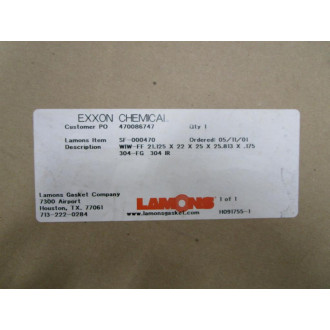 EXXON CHEMICAL
Customer PO 470086747 Qty 1
Lamons Item SF-000470 Ordered: 05/11/01
Description WIW-FF 21.125 X 22 X 25 X 25.813 X .175
304-FG 304 IR
Lamons Gasket Company
7300 Airport
Houston, TX. 77061
713-222-0284
LAMONS
www.lamonsgasket.com
1 of 1
H091755-1